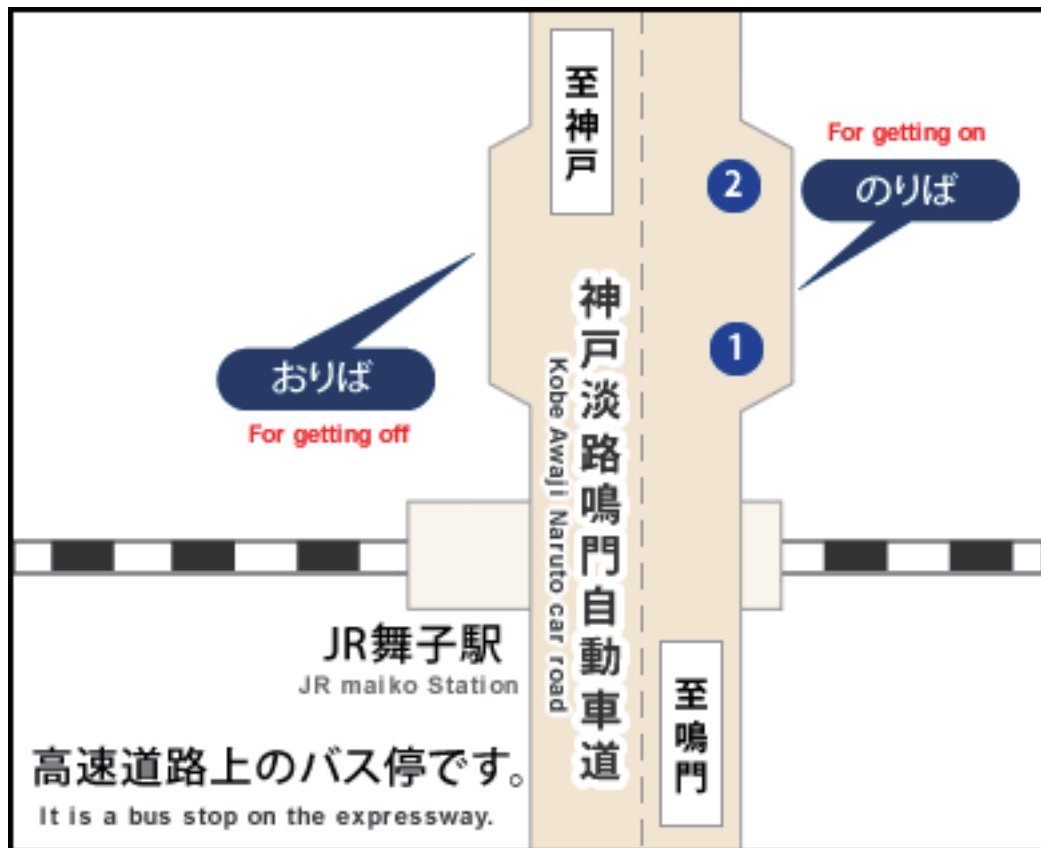 至神戸
For getting on
2
のりば
神戸淡路鳴門自動車道
Kobe Awaji Naruto car road
1
おりば
For getting off
JR舞子駅
JR maiko Station
至鳴門
高速道路上のバス停です。
It is a bus stop on the expressway.